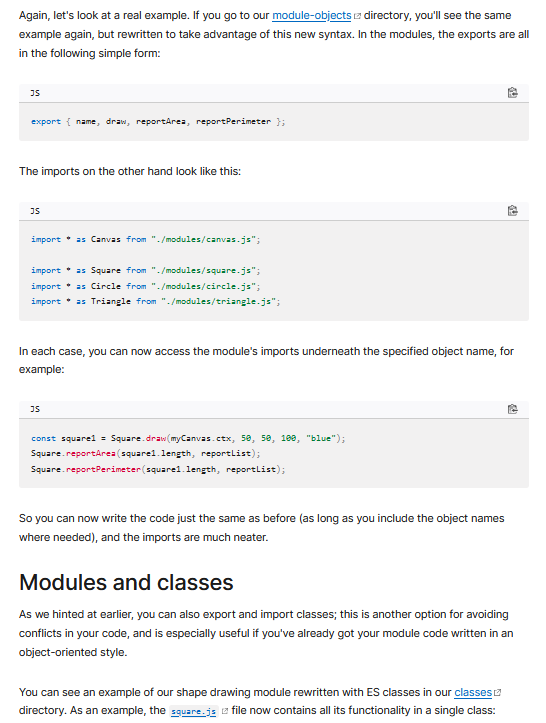 Again, let's look at a real example. If you go to our module-objects directory, you'll see the same
example again, but rewritten to take advantage of this new syntax. In the modules, the exports are all
in the following simple form:
JS
export { name, draw, reportArea, reportPerimeter };
The imports on the other hand look like this:
JS
import * as Canvas from "./modules/canvas.js";
import * as Square from "./modules/square.js";
import * as Circle from "./modules/circle.js";
import * as Triangle from "./modules/triangle.js";
In each case, you can now access the module's imports underneath the specified object name, for
example:
JS
const square1 = Square.draw(myCanvas.ctx, 50, 50, 100, "blue");
Square.reportArea(square1.length, reportList);
Square.reportPerimeter(square1.length, reportList);
So you can now write the code just the same as before (as long as you include the object names
where needed), and the imports are much neater.
Modules and classes
As we hinted at earlier, you can also export and import classes; this is another option for avoiding
conflicts in your code, and is especially useful if you've already got your module code written in an
object-oriented style.
You can see an example of our shape drawing module rewritten with ES classes in our classes
directory. As an example, the square.js file now contains all its functionality in a single class: